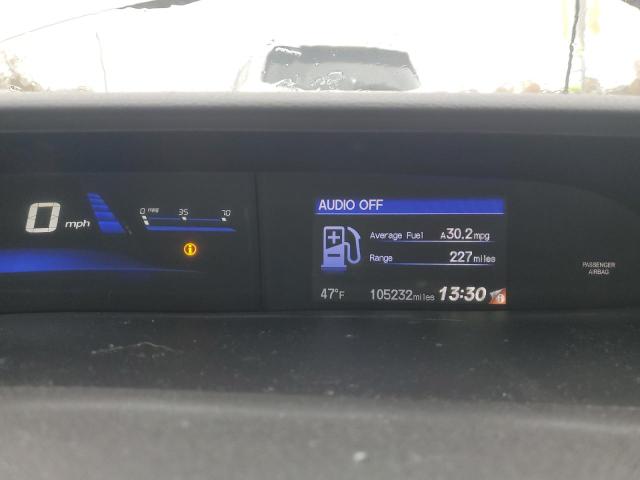 AUDIO OFF
0 mph
0 mpg 35 70
Average Fuel A30.2mpg
Range 227miles
PASSENGER
AIRBAG
47°F 105232miles 13:30